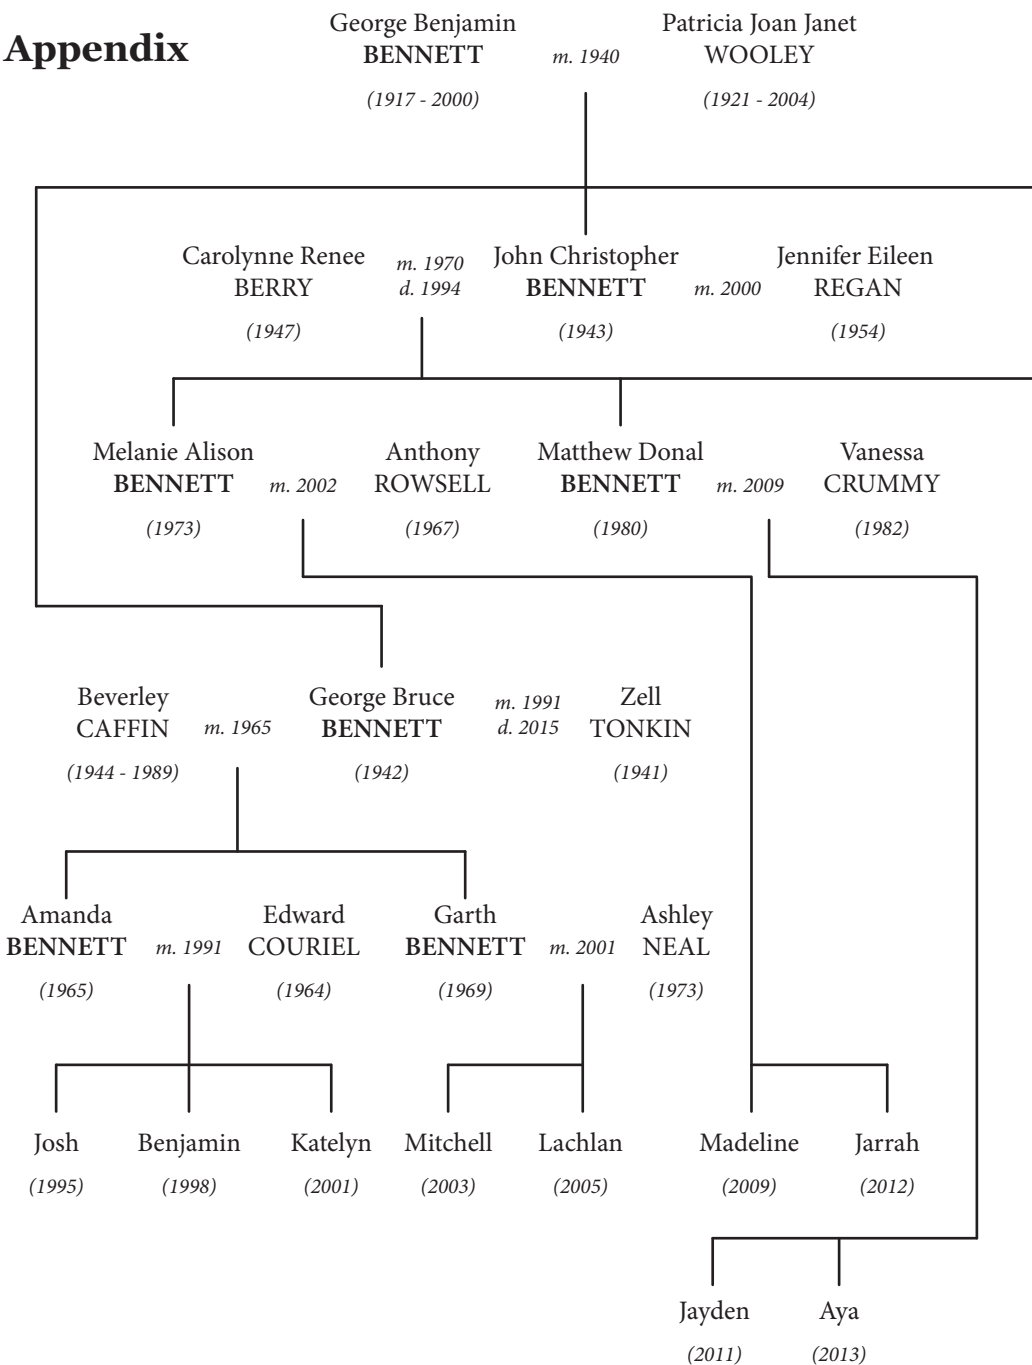 Appendix
George Benjamin
BENNETT
(1917 - 2000)
m. 1940
Patricia Joan Janet
WOOLEY
(1921 - 2004)
Carolynne Renee
BERRY
(1947)
m. 1970
d. 1994
John Christopher
BENNETT
(1943)
m. 2000
Jennifer Eileen
REGAN
(1954)
Melanie Alison
BENNETT
(1973)
m. 2002
Anthony
ROWSELL
(1967)
Matthew Donal
BENNETT
(1980)
m. 2009
Vanessa
CRUMMY
(1982)
Beverley
CAFFIN
(1944 - 1989)
m. 1965
George Bruce
BENNETT
(1942)
m. 1991
d. 2015
Zell
TONKIN
(1941)
Amanda
BENNETT
(1965)
m. 1991
Edward
COURIEL
(1964)
Garth
BENNETT
(1969)
m. 2001
Ashley
NEAL
(1973)
Josh
(1995)
Benjamin
(1998)
Katelyn
(2001)
Mitchell
(2003)
Lachlan
(2005)
Madeline
(2009)
Jarrah
(2012)
Jayden
(2011)
Aya
(2013)